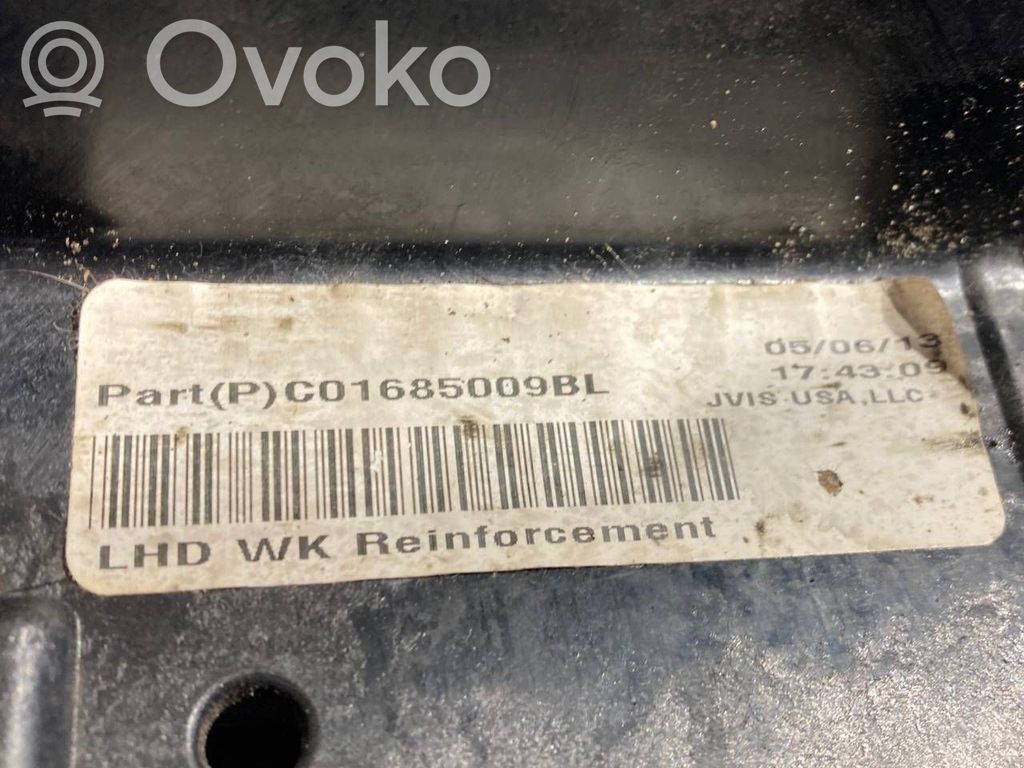 Ovoko
05/06/13
17:43:09
Part(P)C01685009BL
JVIS USA,LLC
LHD WK Reinforcement